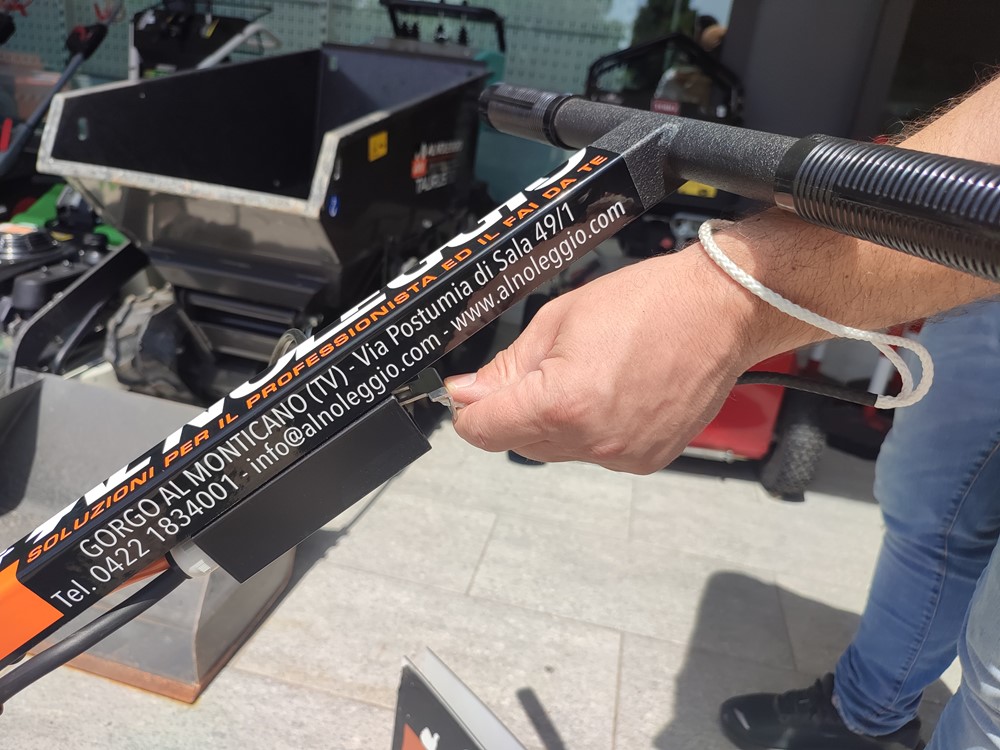 ALNOLEGGIO
SOLUZIONI PER IL PROFESSIONISTA ED IL FAI DA TE
GORGO AL MONTICANO (TV) - Via Postumia di Sala 49/1
Tel. 0422 1834001 - info@alnoleggio.com - www.alnoleggio.com